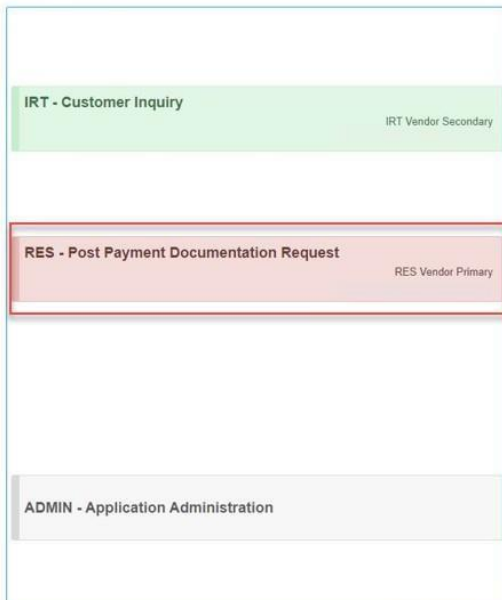 IRT - Customer Inquiry
IRT Vendor Secondary
RES - Post Payment Documentation Request
RES Vendor Primary
ADMIN - Application Administration